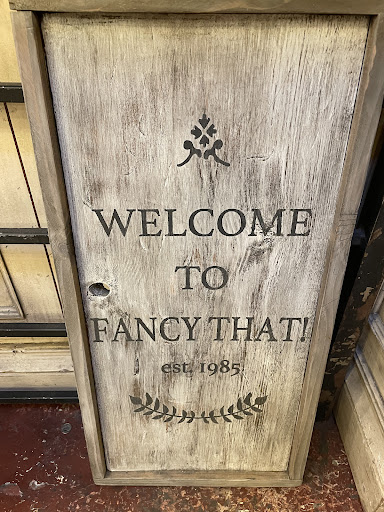 WELCOME
TO
FANCY THAT!
est. 1985